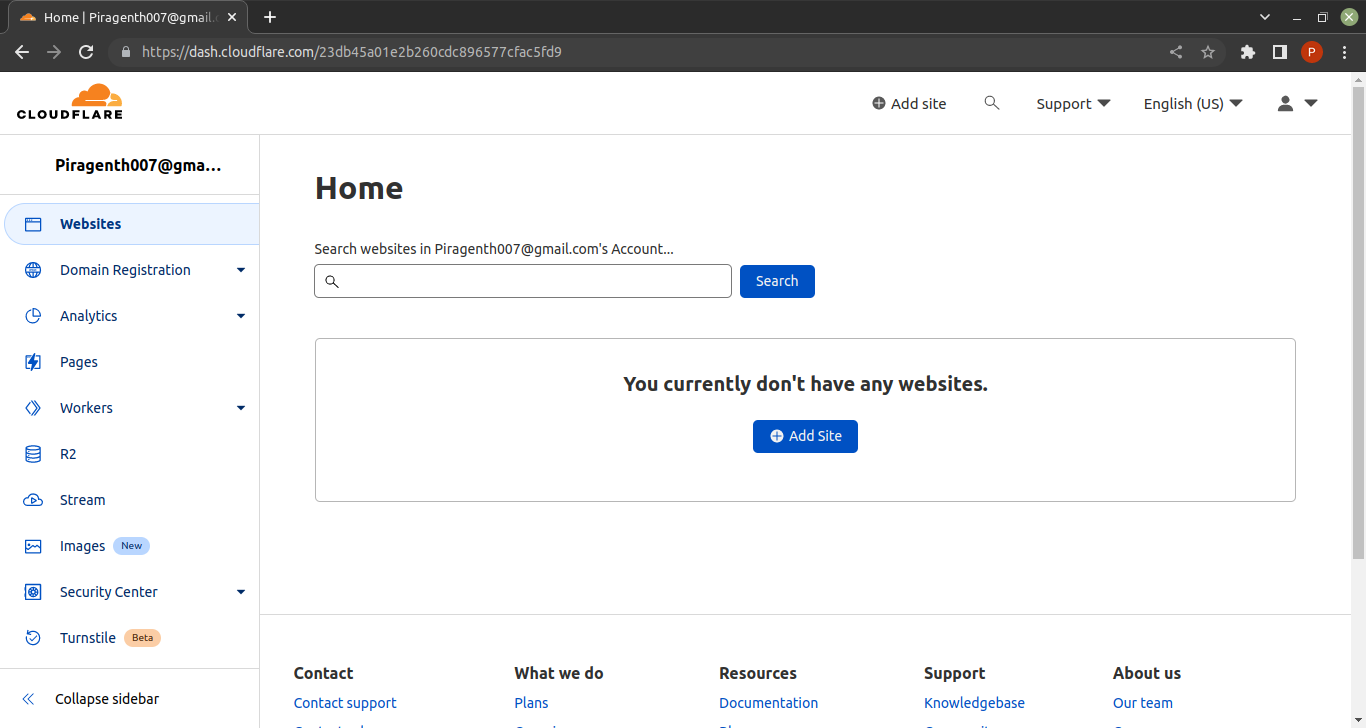 Home | Piragenth007@gmail.
https://dash.cloudflare.com/23db45a01e2b260cdc896577cfac5fd9
P
CLOUDFLARE
Add site
Support
English (US)
Piragenth007@gma...
Websites
Domain Registration
Analytics
Pages
Workers
R2
Stream
Images New
Security Center
Turnstile Beta
Collapse sidebar
Home
Search websites in Piragenth007@gmail.com's Account...
Search
You currently don't have any websites.
Add Site
Contact
Contact support
What we do
Plans
Resources
Documentation
Support
Knowledgebase
About us
Our team